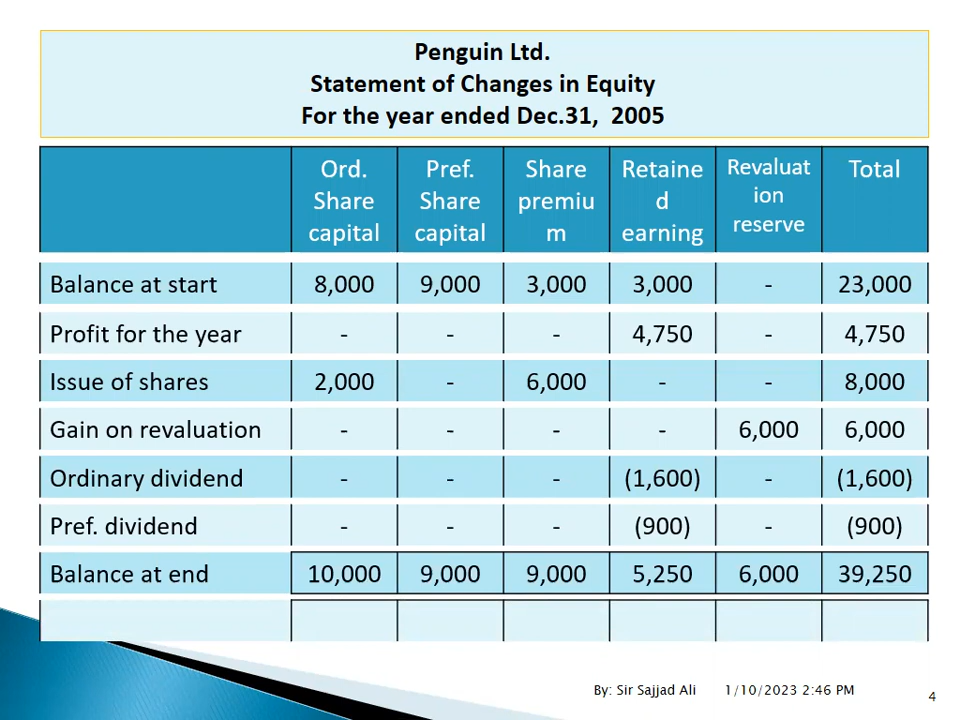 Penguin Ltd.
Statement of Changes in Equity
For the year ended Dec.31, 2005
Ord. Share capital Pref. Share capital Share premiu m Retaine d earning Revaluat ion reserve Total
Balance at start 8,000 9,000 3,000 3,000 - 23,000
Profit for the year - - - 4,750 - 4,750
Issue of shares 2,000 - 6,000 - - 8,000
Gain on revaluation - - - - 6,000 6,000
Ordinary dividend - - - (1,600) - (1,600)
Pref. dividend - - - (900) - (900)
Balance at end 10,000 9,000 9,000 5,250 6,000 39,250
By: Sir Sajjad Ali 1/10/2023 2:46 PM 4